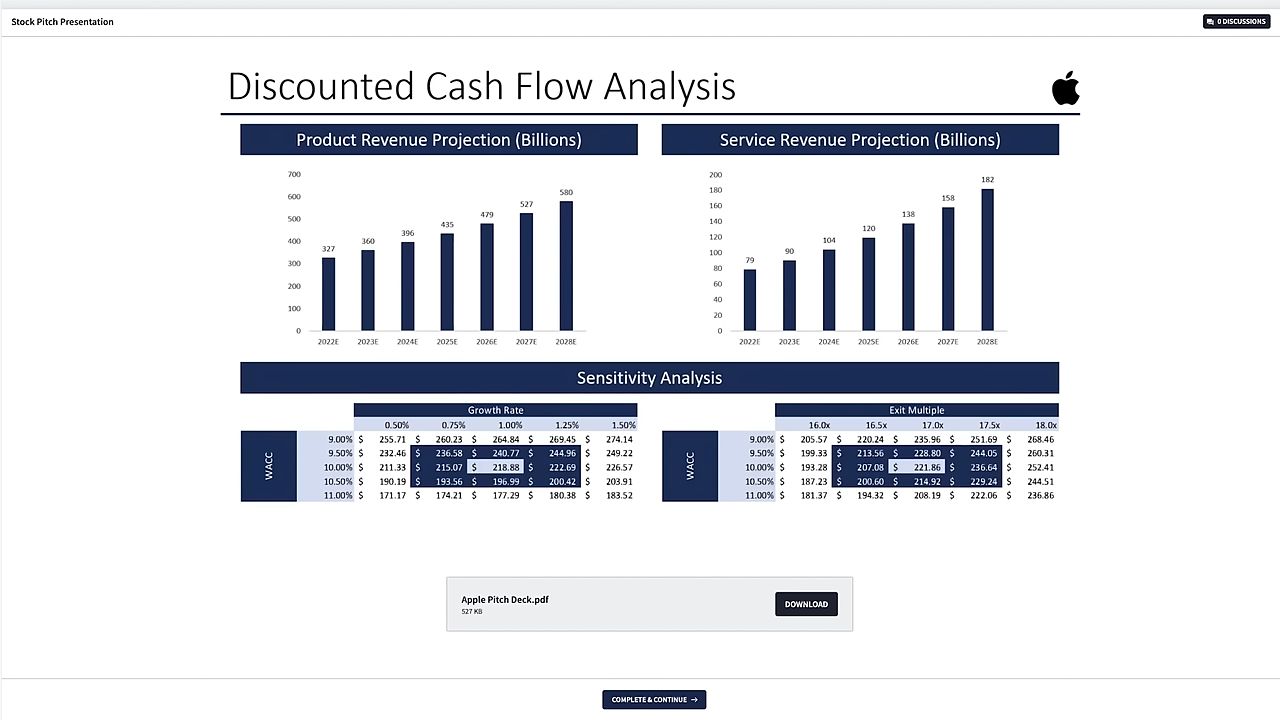 Stock Pitch Presentation
0 DISCUSSIONS
Discounted Cash Flow Analysis
Product Revenue Projection (Billions)
700
600
500
400
300
200
100
0
327
360
396
435
479
527
580
2022E 2023E 2024E 2025E 2026E 2027E 2028E
Service Revenue Projection (Billions)
200
180
160
140
120
100
80
60
40
20
0
79
90
104
120
138
158
182
2022E 2023E 2024E 2025E 2026E 2027E 2028E
Sensitivity Analysis
Growth Rate
0.50% 0.75% 1.00% 1.25% 1.50%
WACC
9.00% $ 255.71 $ 260.23 $ 264.84 $ 269.45 $ 274.14
9.50% $ 232.46 $ 236.58 $ 240.77 $ 244.96 $ 249.22
10.00% $ 211.33 $ 215.07 $ 218.88 $ 222.69 $ 226.57
10.50% $ 190.19 $ 193.56 $ 196.99 $ 200.42 $ 203.91
11.00% $ 171.17 $ 174.21 $ 177.29 $ 180.38 $ 183.52
Exit Multiple
16.0x 16.5x 17.0x 17.5x 18.0x
WACC
9.00% $ 205.57 $ 220.24 $ 235.96 $ 251.69 $ 268.46
9.50% $ 199.33 $ 213.56 $ 228.80 $ 244.05 $ 260.31
10.00% $ 193.28 $ 207.08 $ 221.86 $ 236.64 $ 252.41
10.50% $ 187.23 $ 200.60 $ 214.92 $ 229.24 $ 244.51
11.00% $ 181.37 $ 194.32 $ 208.19 $ 222.06 $ 236.86
Apple Pitch Deck.pdf
527 KB
DOWNLOAD
COMPLETE & CONTINUE →